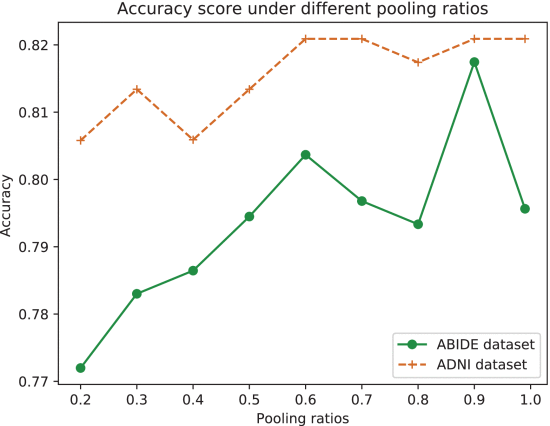 Accuracy score under different pooling ratios
0.82
0.81
0.80
0.79
0.78
0.77
Accuracy
0.2 0.3 0.4 0.5 0.6 0.7 0.8 0.9 1.0
Pooling ratios
ABIDE dataset
ADNI dataset